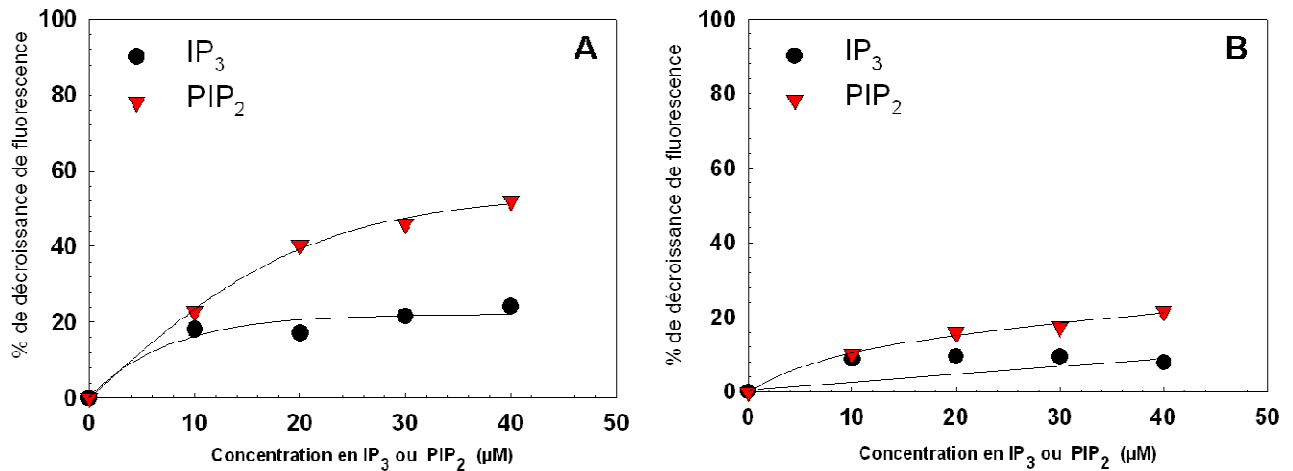 100
80
60
40
20
0
% de décroissance de fluorescence
IP3
PIP2
A
0 10 20 30 40 50
Concentration en IP3 ou PIP2 (µM)
100
80
60
40
20
0
% de décroissance de fluorescence
IP3
PIP2
B
0 10 20 30 40 50
Concentration en IP3 ou PIP2 (µM)